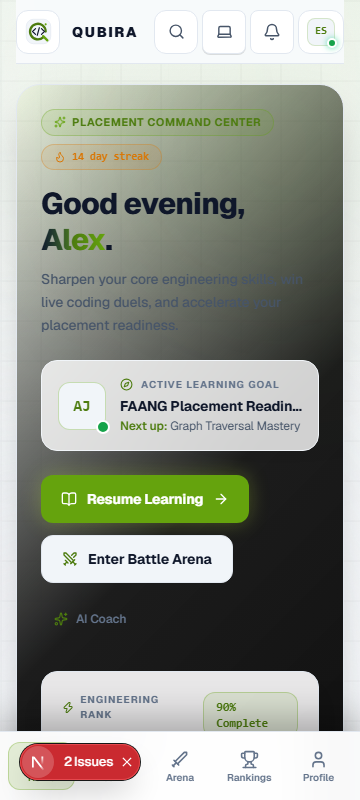 QUBIRA
ES
PLACEMENT COMMAND CENTER
14 day streak
Good evening,
Alex.
Sharpen your core engineering skills, win
live coding duels, and accelerate your
placement readiness.
AJ
ACTIVE LEARNING GOAL
FAANG Placement Readin...
Next up: Graph Traversal Mastery
Resume Learning
Enter Battle Arena
AI Coach
ENGINEERING
RANK
90%
Complete
N
2 Issues
Arena
Rankings
Profile